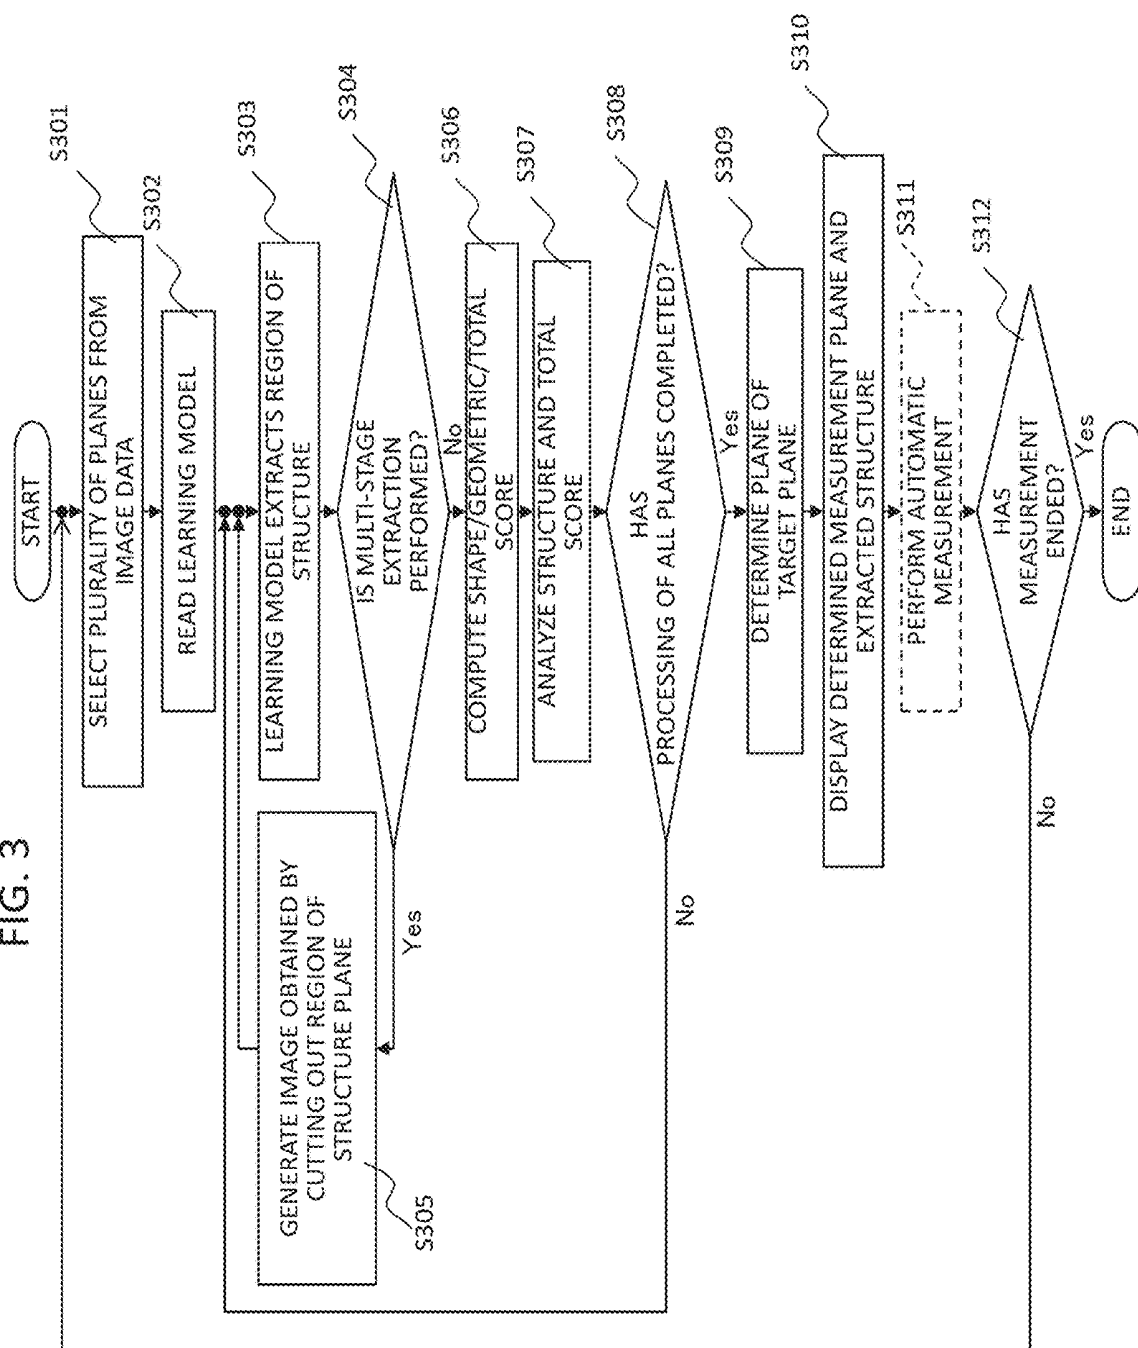 FIG. 3
START
S301
SELECT PLURALITY OF PLANES FROM
IMAGE DATA
S302
READ LEARNING MODEL
S303
LEARNING MODEL EXTRACTS REGION OF
STRUCTURE
S304
IS MULTI-STAGE
EXTRACTION
PERFORMED?
Yes
No
GENERATE IMAGE OBTAINED BY
CUTTING OUT REGION OF
STRUCTURE PLANE
S305
S306
COMPUTE SHAPE/GEOMETRIC/TOTAL
SCORE
S307
ANALYZE STRUCTURE AND TOTAL
SCORE
S308
HAS
PROCESSING OF ALL PLANES COMPLETED?
No
Yes
S309
DETERMINE PLANE OF
TARGET PLANE
S310
DISPLAY DETERMINED MEASUREMENT PLANE AND
EXTRACTED STRUCTURE
S311
PERFORM AUTOMATIC
MEASUREMENT
S312
HAS
MEASUREMENT
ENDED?
No
Yes
END